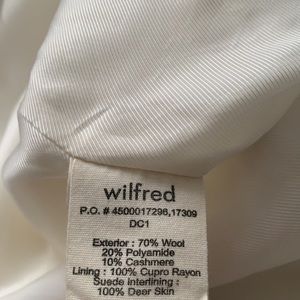 wilfred
P.O. # 4500017296,17309
DC1
Exterior : 70% Wool
20% Polyamide
10% Cashmere
Lining : 100% Cupro Rayon
Suede interlining :
100% Deer Skin